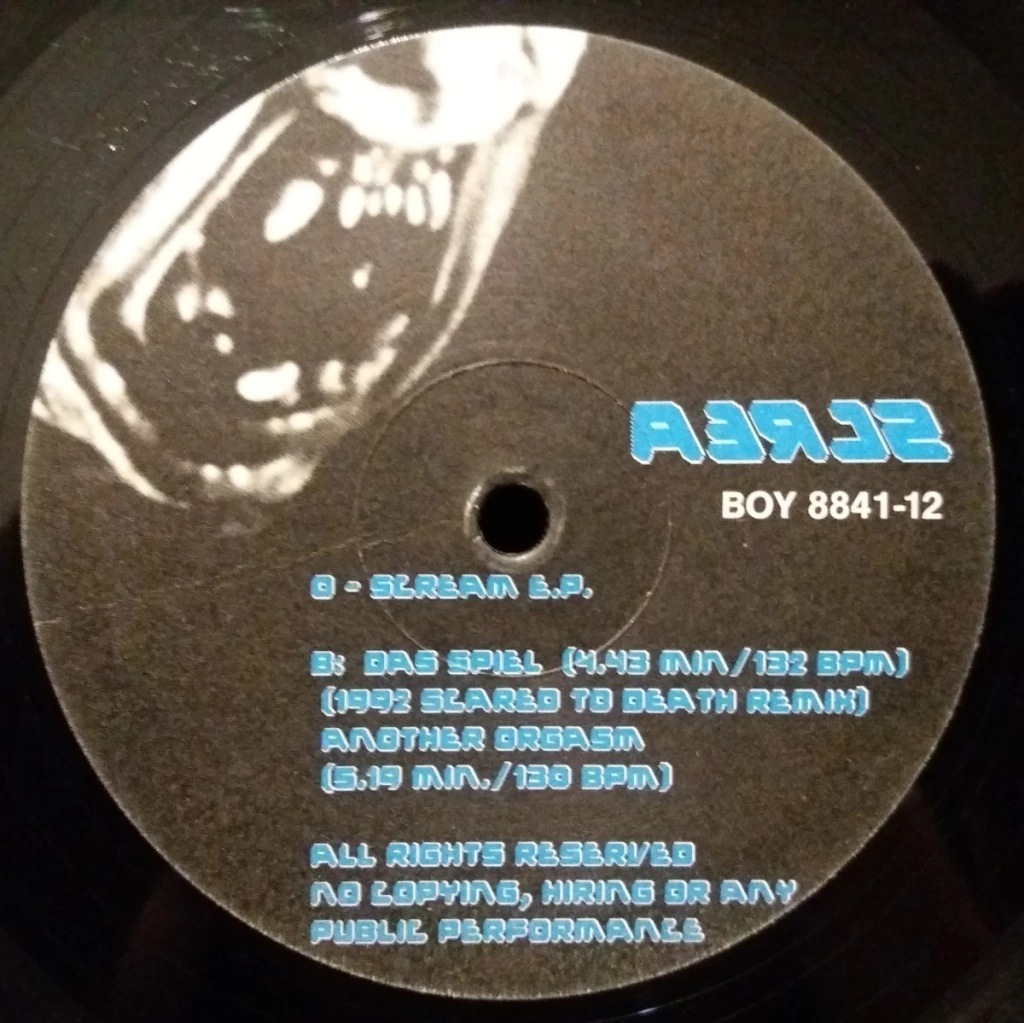 SCREA
BOY 8841-12
O - SCREAM E.P.
B: DAS SPIEL (4.43 MIN/132 BPM)
(1992 SCARED TO DEATH REMIX)
ANOTHER ORGASM
(5.19 MIN./130 BPM)
ALL RIGHTS RESERVED
NO COPYING, HIRING OR ANY
PUBLIC PERFORMANCE